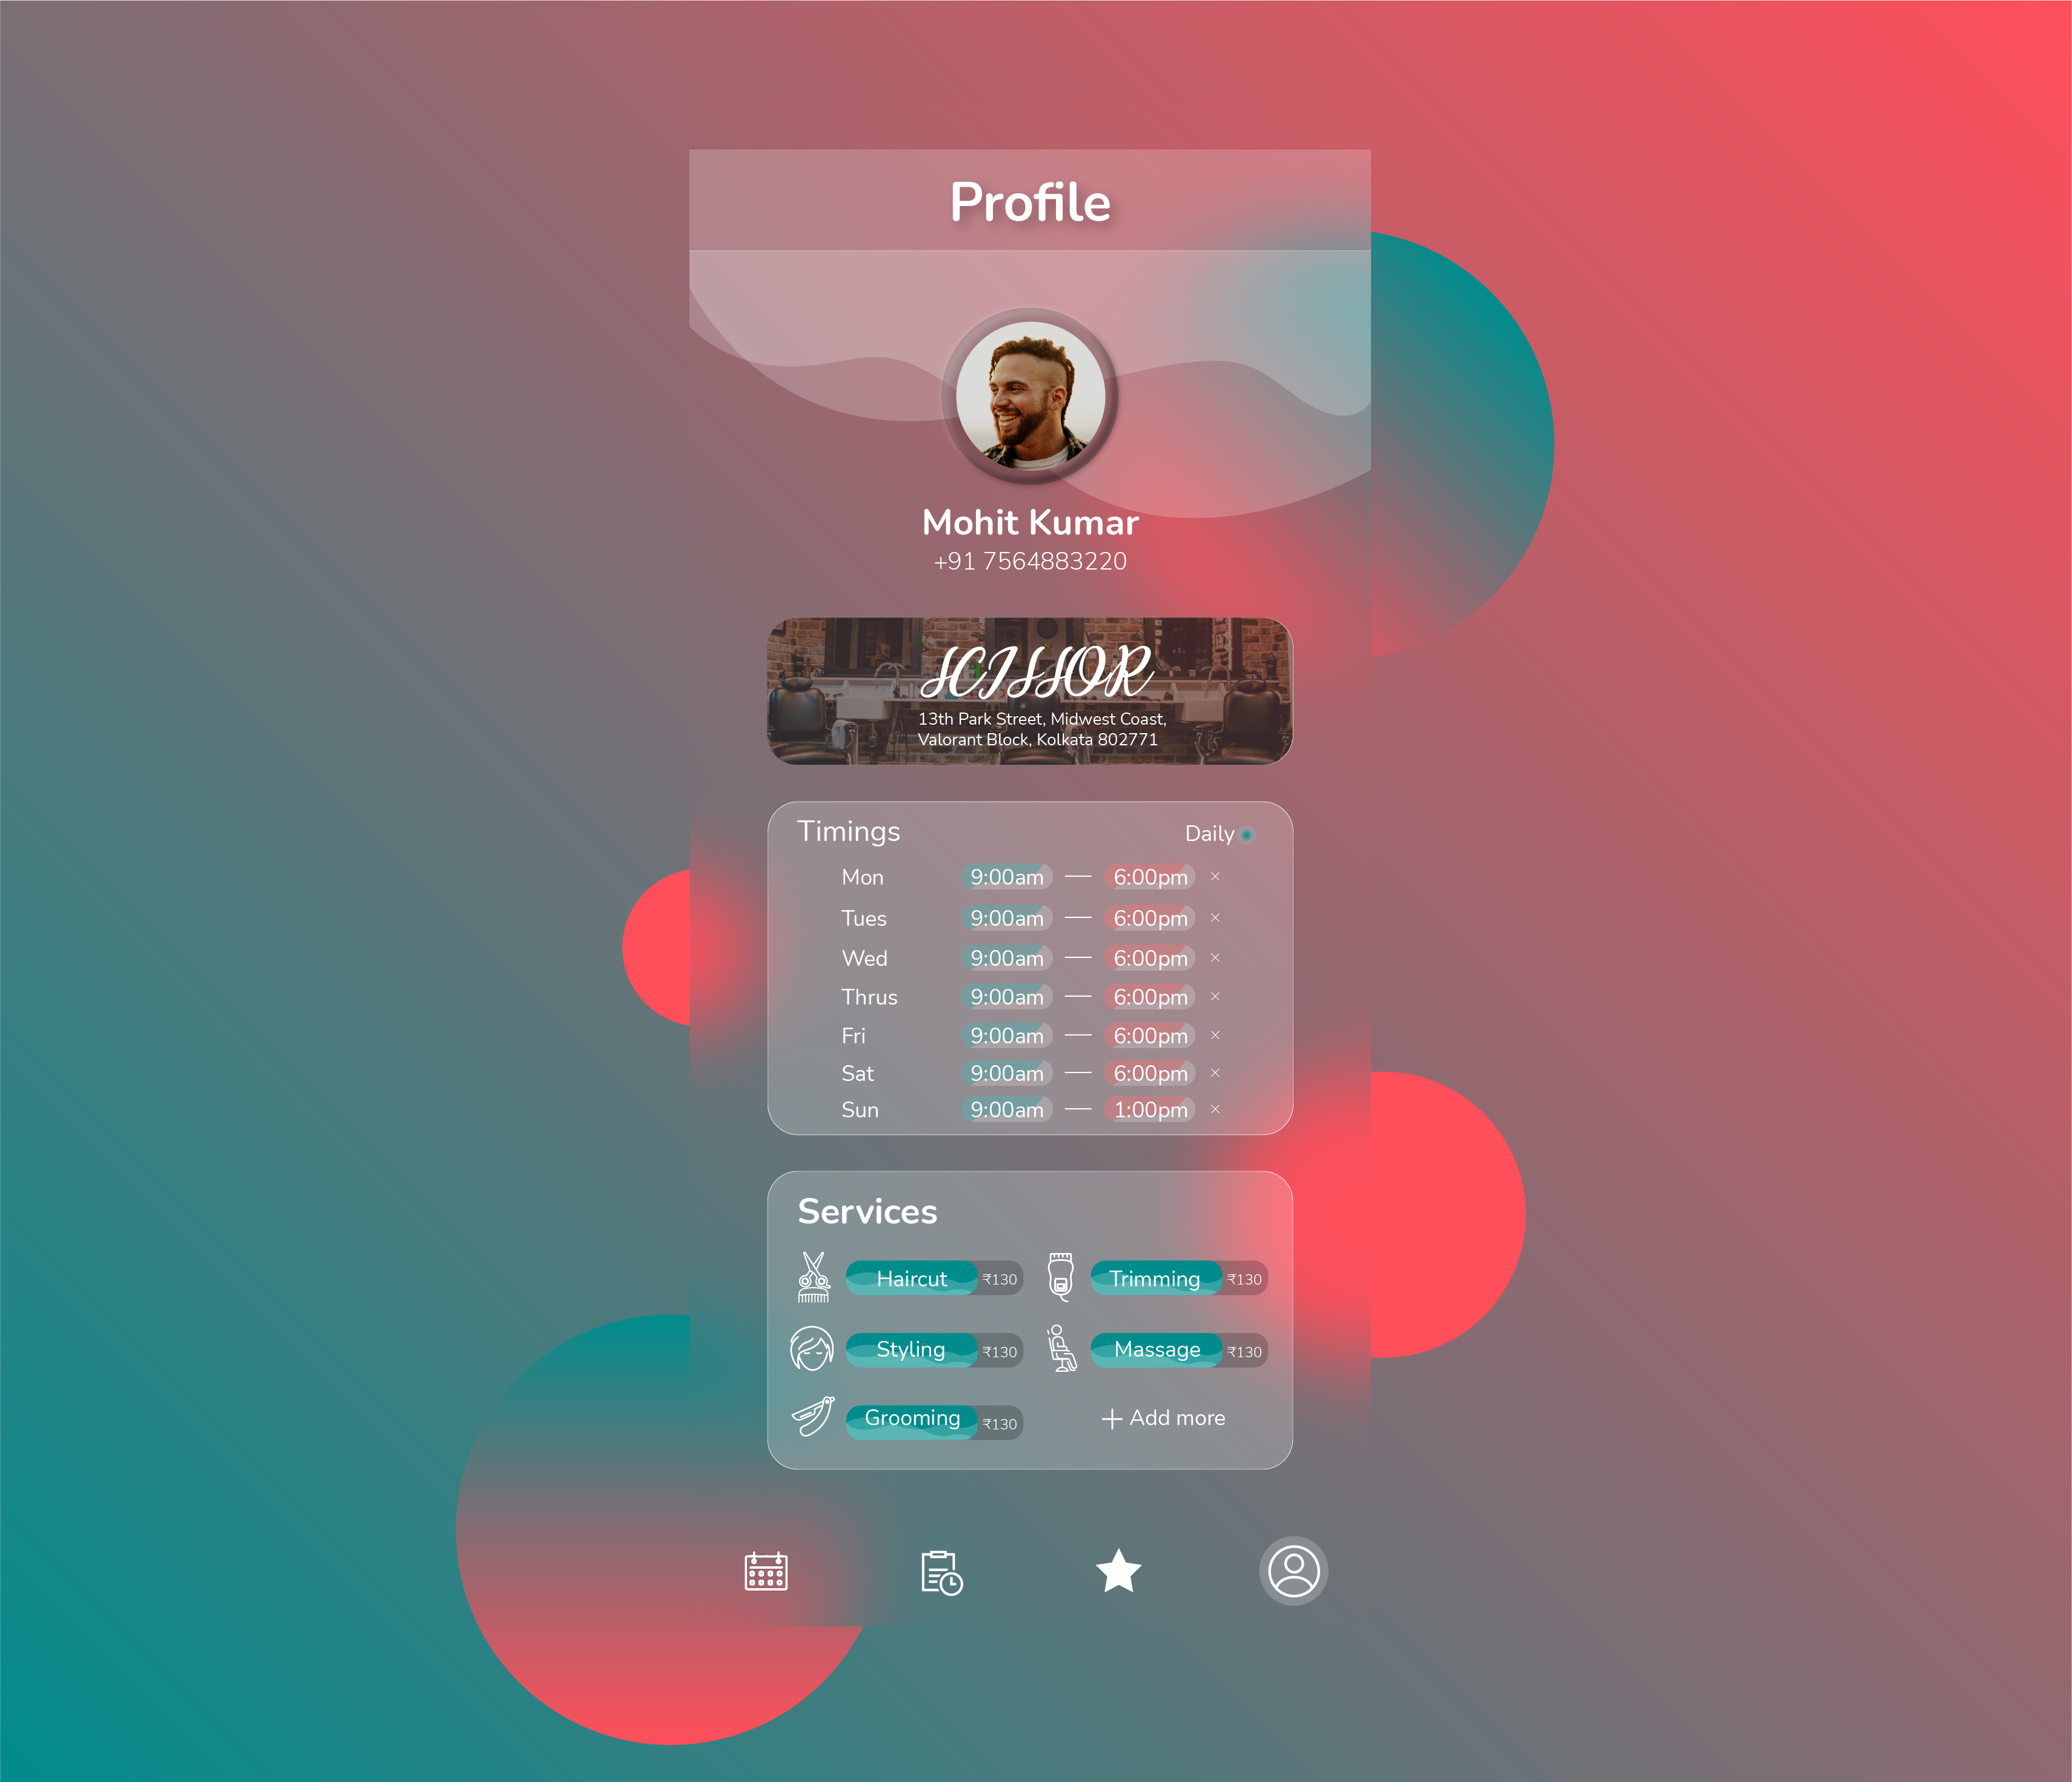 Profile
Mohit Kumar
+91 7564883220
SCISSOR
13th Park Street, Midwest Coast,
Valorant Block, Kolkata 802771
Timings Daily
Mon 9:00am — 6:00pm ×
Tues 9:00am — 6:00pm ×
Wed 9:00am — 6:00pm ×
Thrus 9:00am — 6:00pm ×
Fri 9:00am — 6:00pm ×
Sat 9:00am — 6:00pm ×
Sun 9:00am — 1:00pm ×
Services
Haircut ₹130 Trimming ₹130
Styling ₹130 Massage ₹130
Grooming ₹130 + Add more